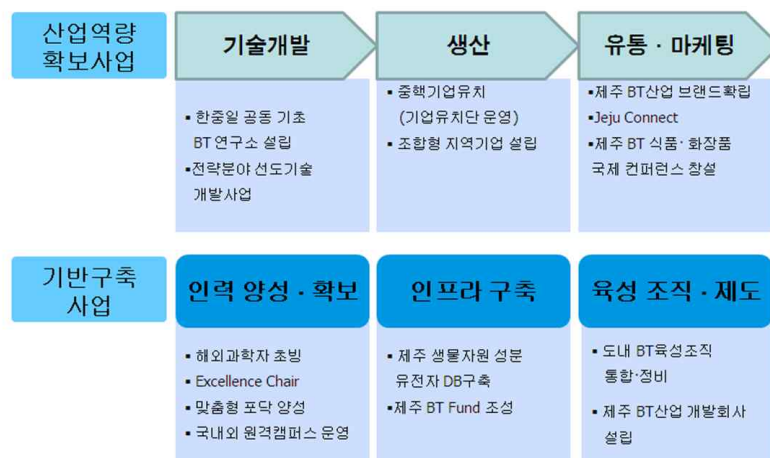 산업역량
확보사업
기술개발
생산
유통·마케팅
▪ 한중일 공동 기초
BT 연구소 설립
▪전략분야 선도기술
개발사업
▪ 중핵기업유치
(기업유치단 운영)
▪ 조합형 지역기업 설립
▪제주 BT산업 브랜드확립
▪Jeju Connect
▪제주 BT 식품·화장품
국제 컨퍼런스 창설
기반구축
사업
인력 양성·확보
인프라 구축
육성 조직·제도
▪ 해외과학자 초빙
▪ Excellence Chair
▪ 맞춤형 포닥 양성
▪ 국내외 원격캠퍼스 운영
▪ 제주 생물자원 성분
유전자 DB구축
▪제주 BT Fund 조성
▪ 도내 BT육성조직
통합·정비
▪ 제주 BT산업 개발회사
설립